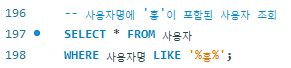 196 -- 사용자명에 '홍'이 포함된 사용자 조회
197 SELECT * FROM 사용자
198 WHERE 사용자명 LIKE '%홍%';